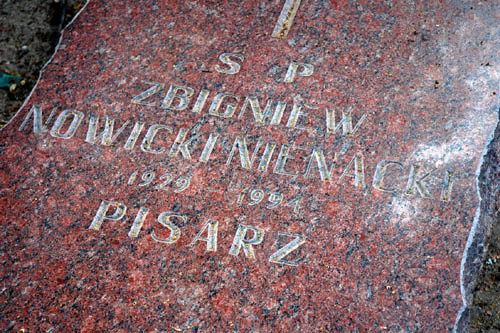 S P
ZBIGNIEW
NOWICKI NIENACKI
1929 1994
PISARZ